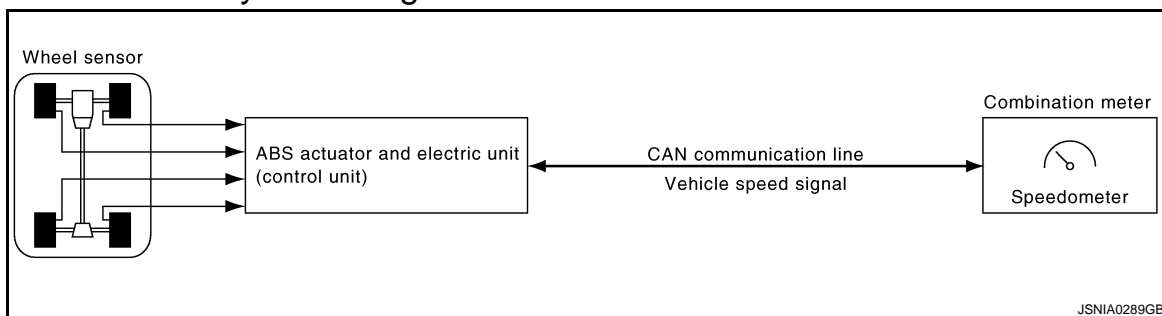 Wheel sensor
ABS actuator and electric unit
(control unit)
CAN communication line
Vehicle speed signal
Combination meter
Speedometer
JSNIA0289GB